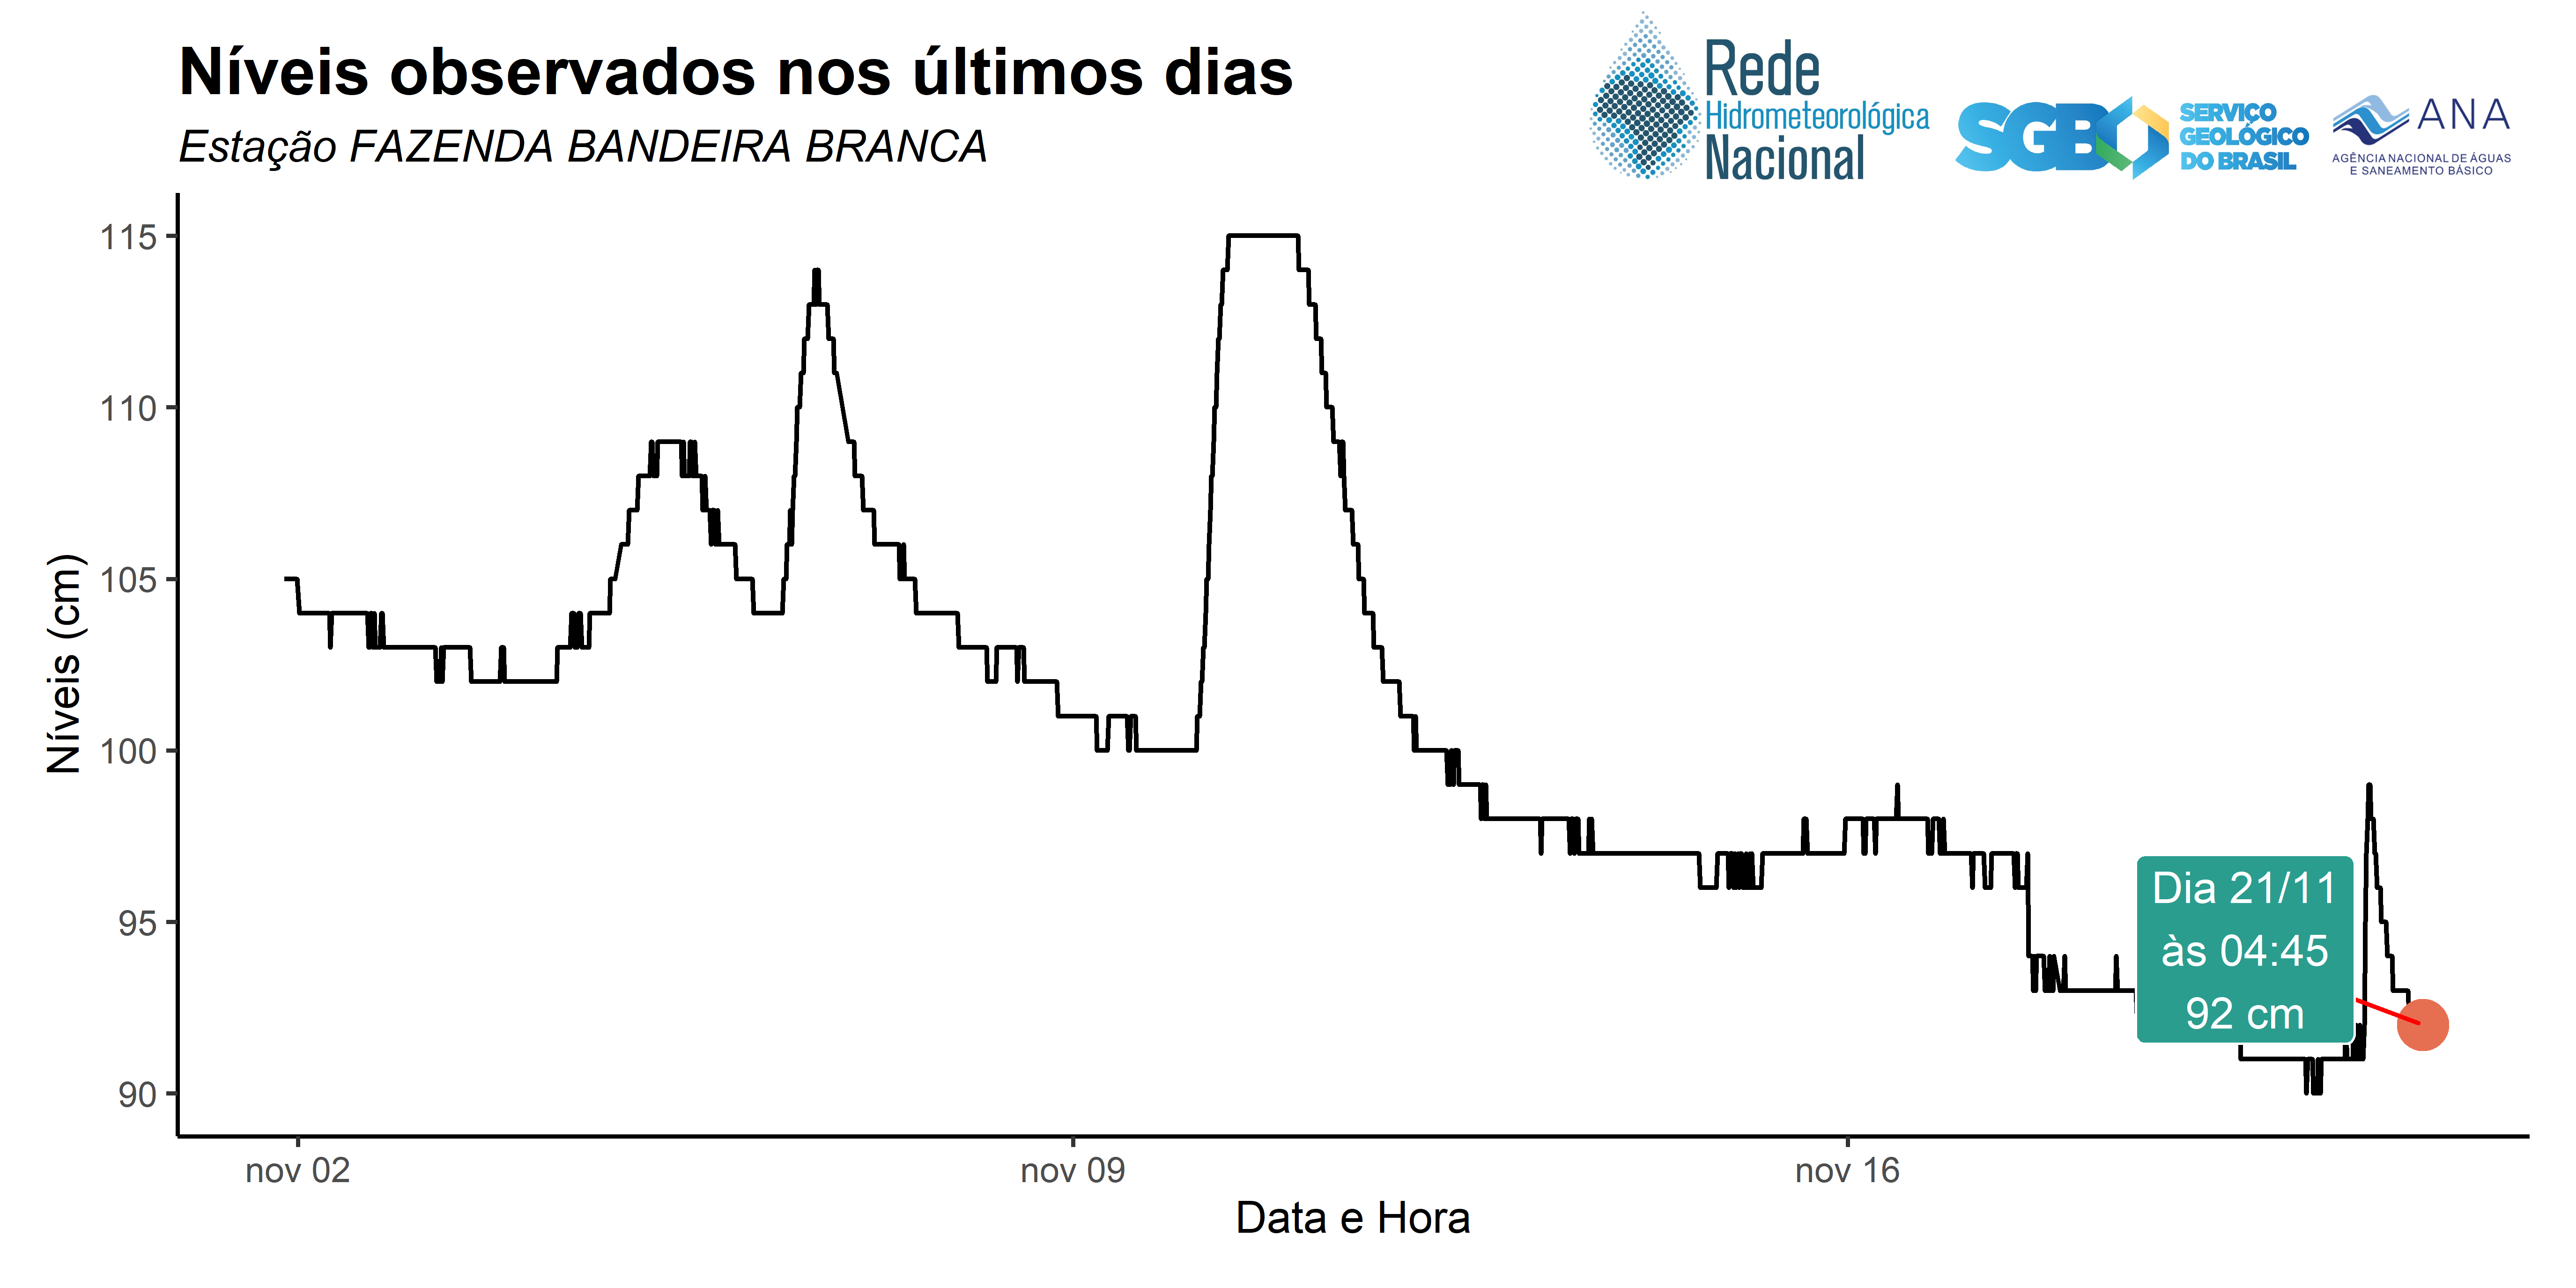 Níveis observados nos últimos dias
Estação FAZENDA BANDEIRA BRANCA
Rede
Hidrometeorológica
Nacional
SGB
SERVIÇO
GEOLÓGICO
DO BRASIL
ANA
AGÊNCIA NACIONAL DE ÁGUAS
E SANEAMENTO BÁSICO
Níveis (cm)
115
110
105
100
95
90
Dia 21/11
às 04:45
92 cm
nov 02
nov 09
nov 16
Data e Hora